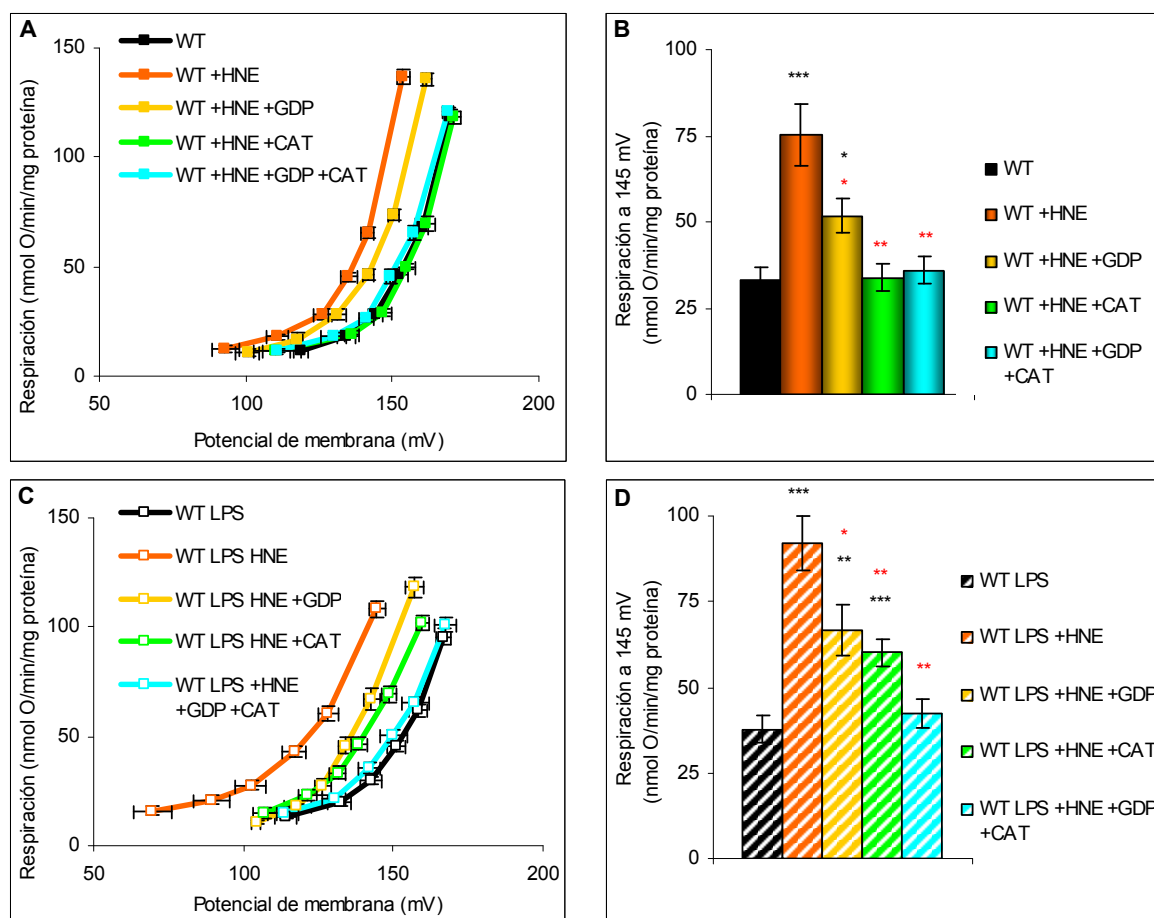 A
Respiración (nmol O/min/mg proteína)
150
100
50
0
50
100
150
200
Potencial de membrana (mV)
WT
WT +HNE
WT +HNE +GDP
WT +HNE +CAT
WT +HNE +GDP +CAT
B
Respiración a 145 mV
(nmol O/min/mg proteína)
100
75
50
25
0
***
*
*
**
**
WT
WT +HNE
WT +HNE +GDP
WT +HNE +CAT
WT +HNE +GDP
+CAT
C
Respiración (nmol O/min/mg proteína)
150
100
50
0
50
100
150
200
Potencial de membrana (mV)
WT LPS
WT LPS HNE
WT LPS HNE +GDP
WT LPS HNE +CAT
WT LPS +HNE
+GDP +CAT
D
Respiración a 145 mV
(nmol O/min/mg proteína)
100
75
50
25
0
***
*
**
**
***
**
WT LPS
WT LPS +HNE
WT LPS +HNE +GDP
WT LPS +HNE +CAT
WT LPS +HNE +GDP
+CAT